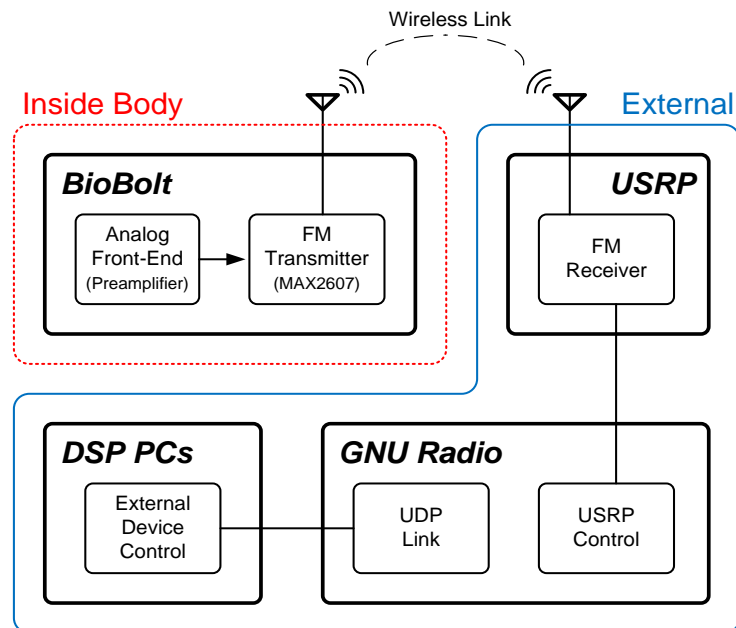 Wireless Link
Inside Body
External
BioBolt
Analog
Front-End
(Preamplifier)
FM
Transmitter
(MAX2607)
USRP
FM
Receiver
DSP PCs
External
Device
Control
GNU Radio
UDP
Link
USRP
Control